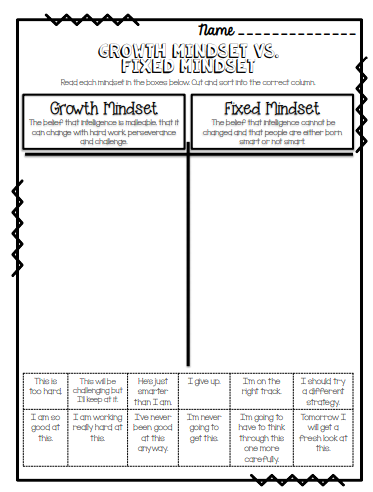 Name
GROWTH MINDSET VS.
FIXED MINDSET
Read each mindset in the boxes below. Cut and sort into the correct column.
Growth Mindset
The belief that intelligence is malleable, that it
can change with hard work, perseverance
and challenge.
Fixed Mindset
The belief that intelligence cannot be
changed and that people are either born
smart or not smart.
This is
too hard.
This will be
challenging but
I'll keep at it.
He's just
smarter
than I am.
I give up.
I'm on the
right track.
I should try
a different
strategy.
I am so
good at
this.
I am working
really hard at
this.
I've never
been good
at this
anyway.
I'm never
going to
get this.
I'm going to
have to think
through this
one more
carefully.
Tomorrow I
will get a
fresh look at
this.